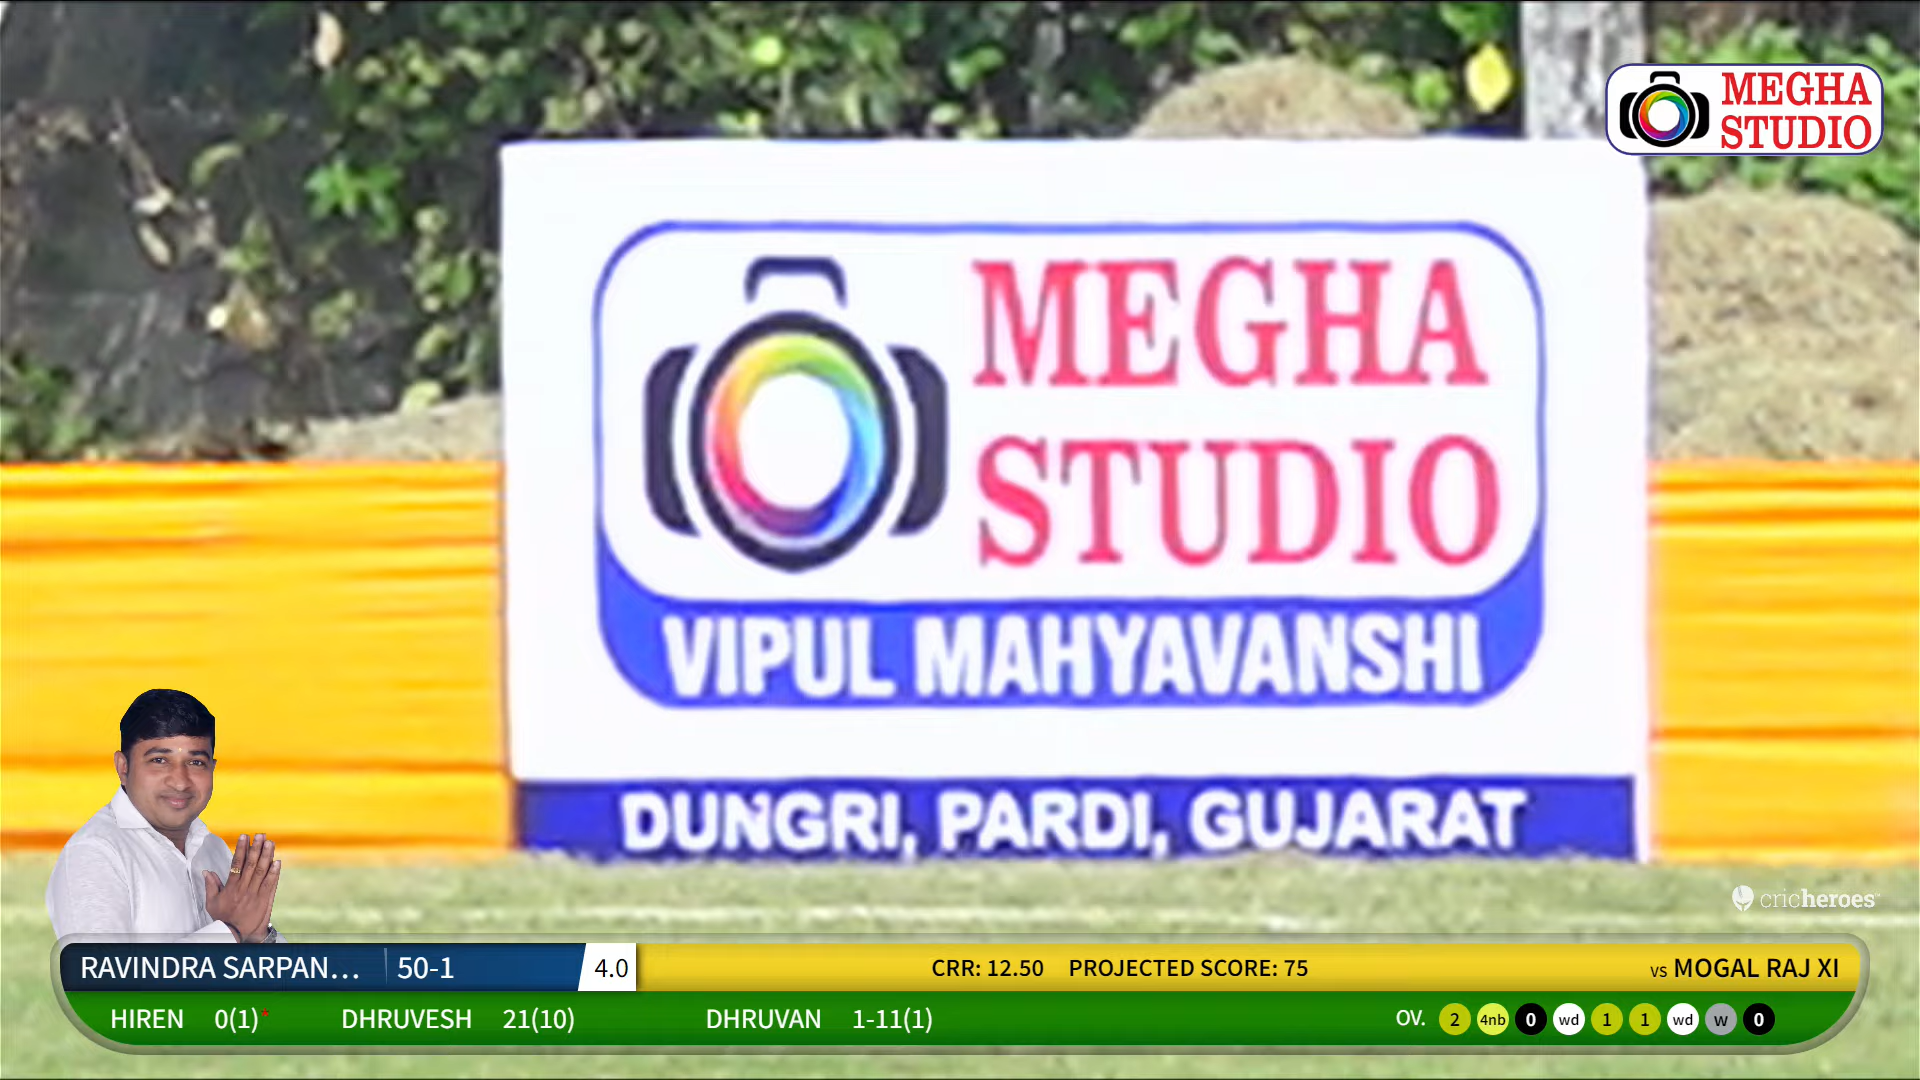 MEGHA
STUDIO
MEGHA
STUDIO
VIPUL MAHYAVANSHI
DUNGRI, PARDI, GUJARAT
cricheroes™
RAVINDRA SARPAN... 50-1 4.0 CRR: 12.50 PROJECTED SCORE: 75 vs MOGAL RAJ XI
HIREN 0(1)* DHRUVESH 21(10) DHRUVAN 1-11(1) OV. 2 4nb 0 wd 1 1 wd w 0